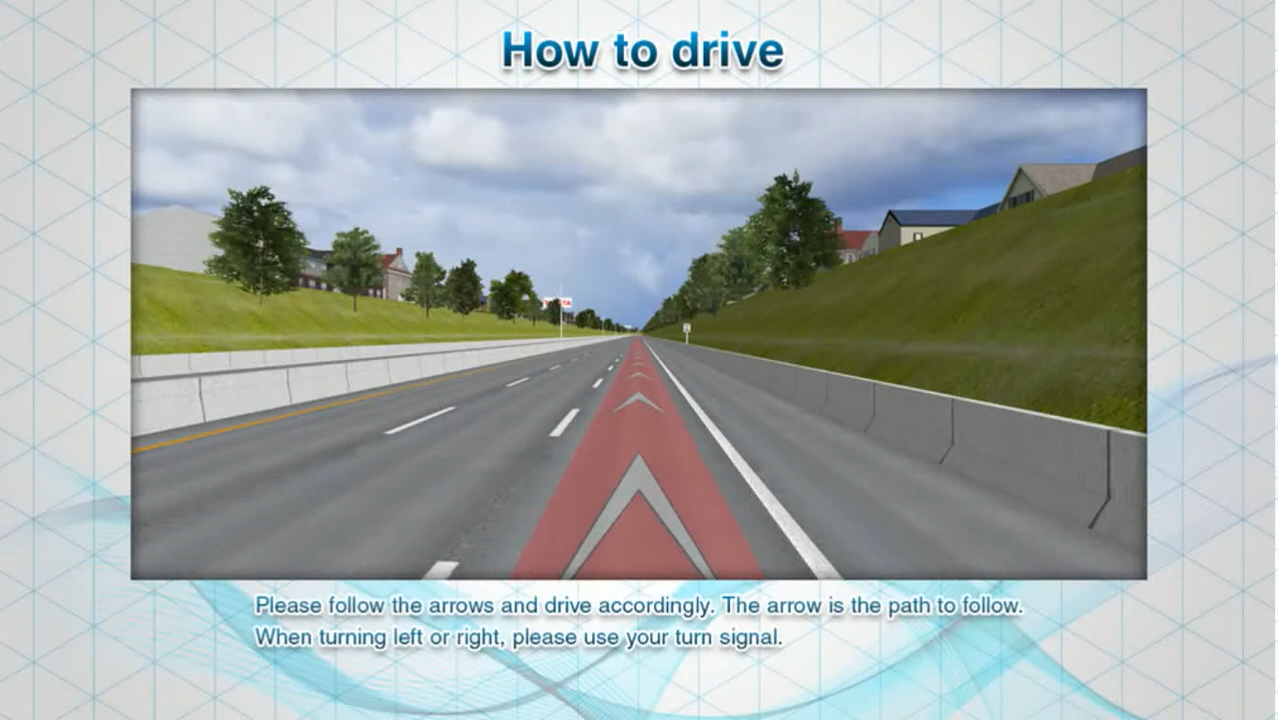 How to drive
Please follow the arrows and drive accordingly. The arrow is the path to follow.
When turning left or right, please use your turn signal.